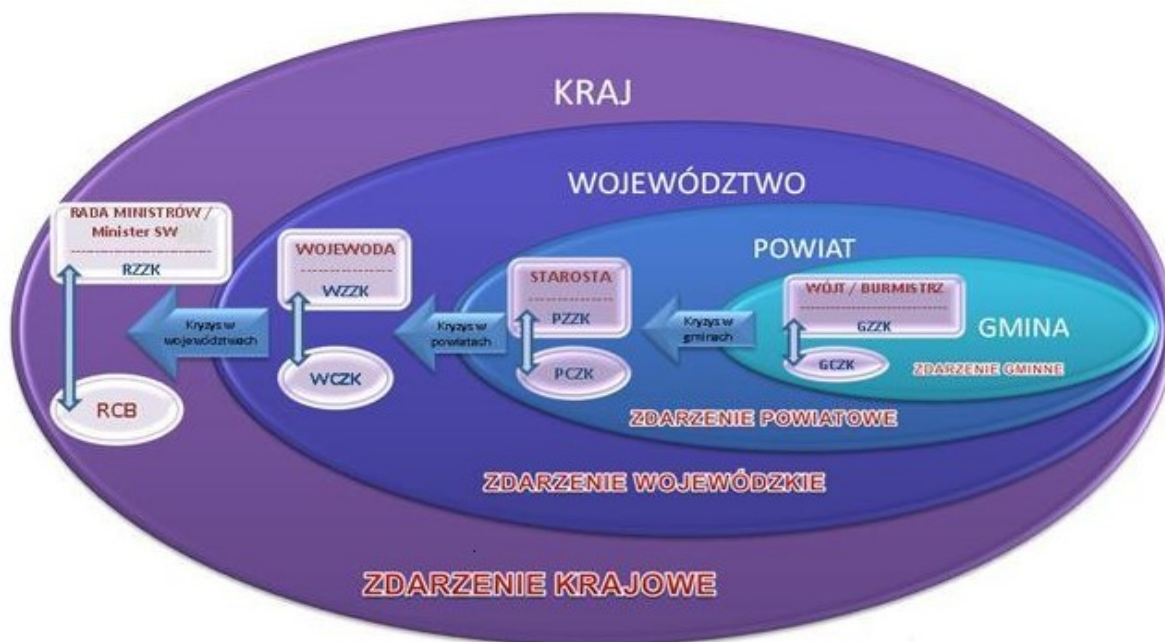 KRAJ
WOJEWÓDZTWO
POWIAT
GMINA
RADA MINISTRÓW /
Minister SW
RZZK
RCB
Kryzys w
województwach
WOJEWODA
WZZK
WCZK
Kryzys w
powiatach
STAROSTA
PZZK
PCZK
Kryzys w
gminach
WÓJT / BURMISTRZ
GZZK
GCZK
ZDARZENIE GMINNE
ZDARZENIE POWIATOWE
ZDARZENIE WOJEWÓDZKIE
ZDARZENIE KRAJOWE